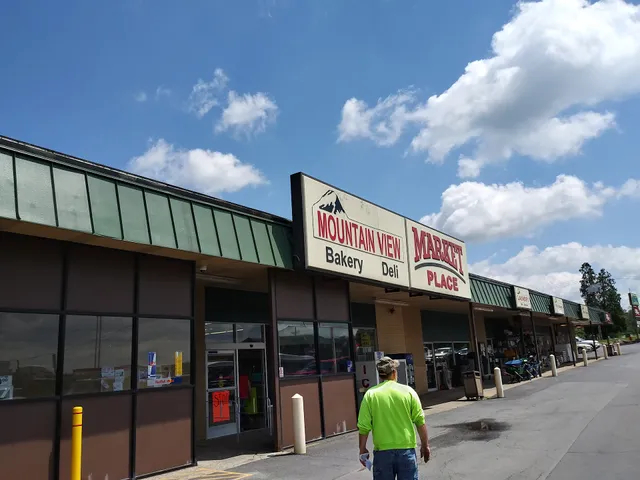 MOUNTAIN VIEW
Bakery Deli
MARKET
PLACE